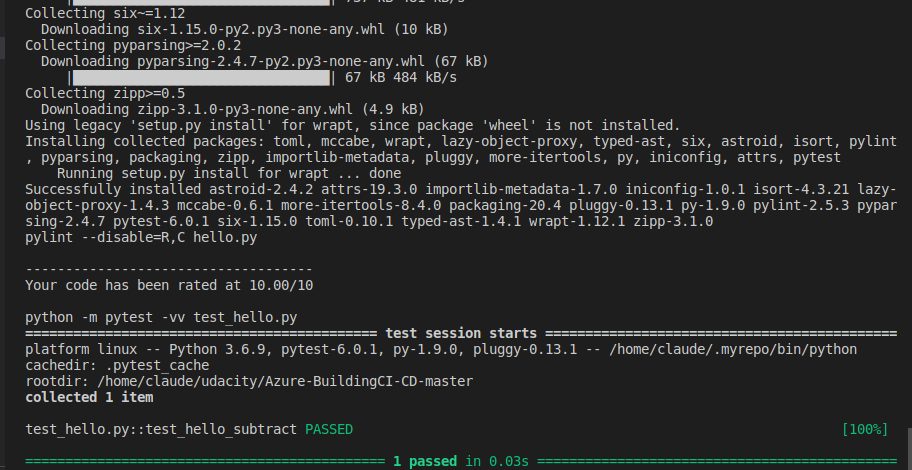 Collecting six~=1.12
Downloading six-1.15.0-py2.py3-none-any.whl (10 kB)
Collecting pyparsing>=2.0.2
Downloading pyparsing-2.4.7-py2.py3-none-any.whl (67 kB)
|████████████████████████████████| 67 kB 484 kB/s
Collecting zipp>=0.5
Downloading zipp-3.1.0-py3-none-any.whl (4.9 kB)
Using legacy 'setup.py install' for wrapt, since package 'wheel' is not installed.
Installing collected packages: toml, mccabe, wrapt, lazy-object-proxy, typed-ast, six, astroid, isort, pylint
, pyparsing, packaging, zipp, importlib-metadata, pluggy, more-itertools, py, iniconfig, attrs, pytest
Running setup.py install for wrapt ... done
Successfully installed astroid-2.4.2 attrs-19.3.0 importlib-metadata-1.7.0 iniconfig-1.0.1 isort-4.3.21 lazy-
object-proxy-1.4.3 mccabe-0.6.1 more-itertools-8.4.0 packaging-20.4 pluggy-0.13.1 py-1.9.0 pylint-2.5.3 pypar
sing-2.4.7 pytest-6.0.1 six-1.15.0 toml-0.10.1 typed-ast-1.4.1 wrapt-1.12.1 zipp-3.1.0
pylint --disable=R,C hello.py
------------------------------------
Your code has been rated at 10.00/10
python -m pytest -vv test_hello.py
============================================ test session starts ============================================
platform linux -- Python 3.6.9, pytest-6.0.1, py-1.9.0, pluggy-0.13.1 -- /home/claude/.myrepo/bin/python
cachedir: .pytest_cache
rootdir: /home/claude/udacity/Azure-BuildingCI-CD-master
collected 1 item
test_hello.py::test_hello_subtract PASSED [100%]
============================================= 1 passed in 0.03s =============================================